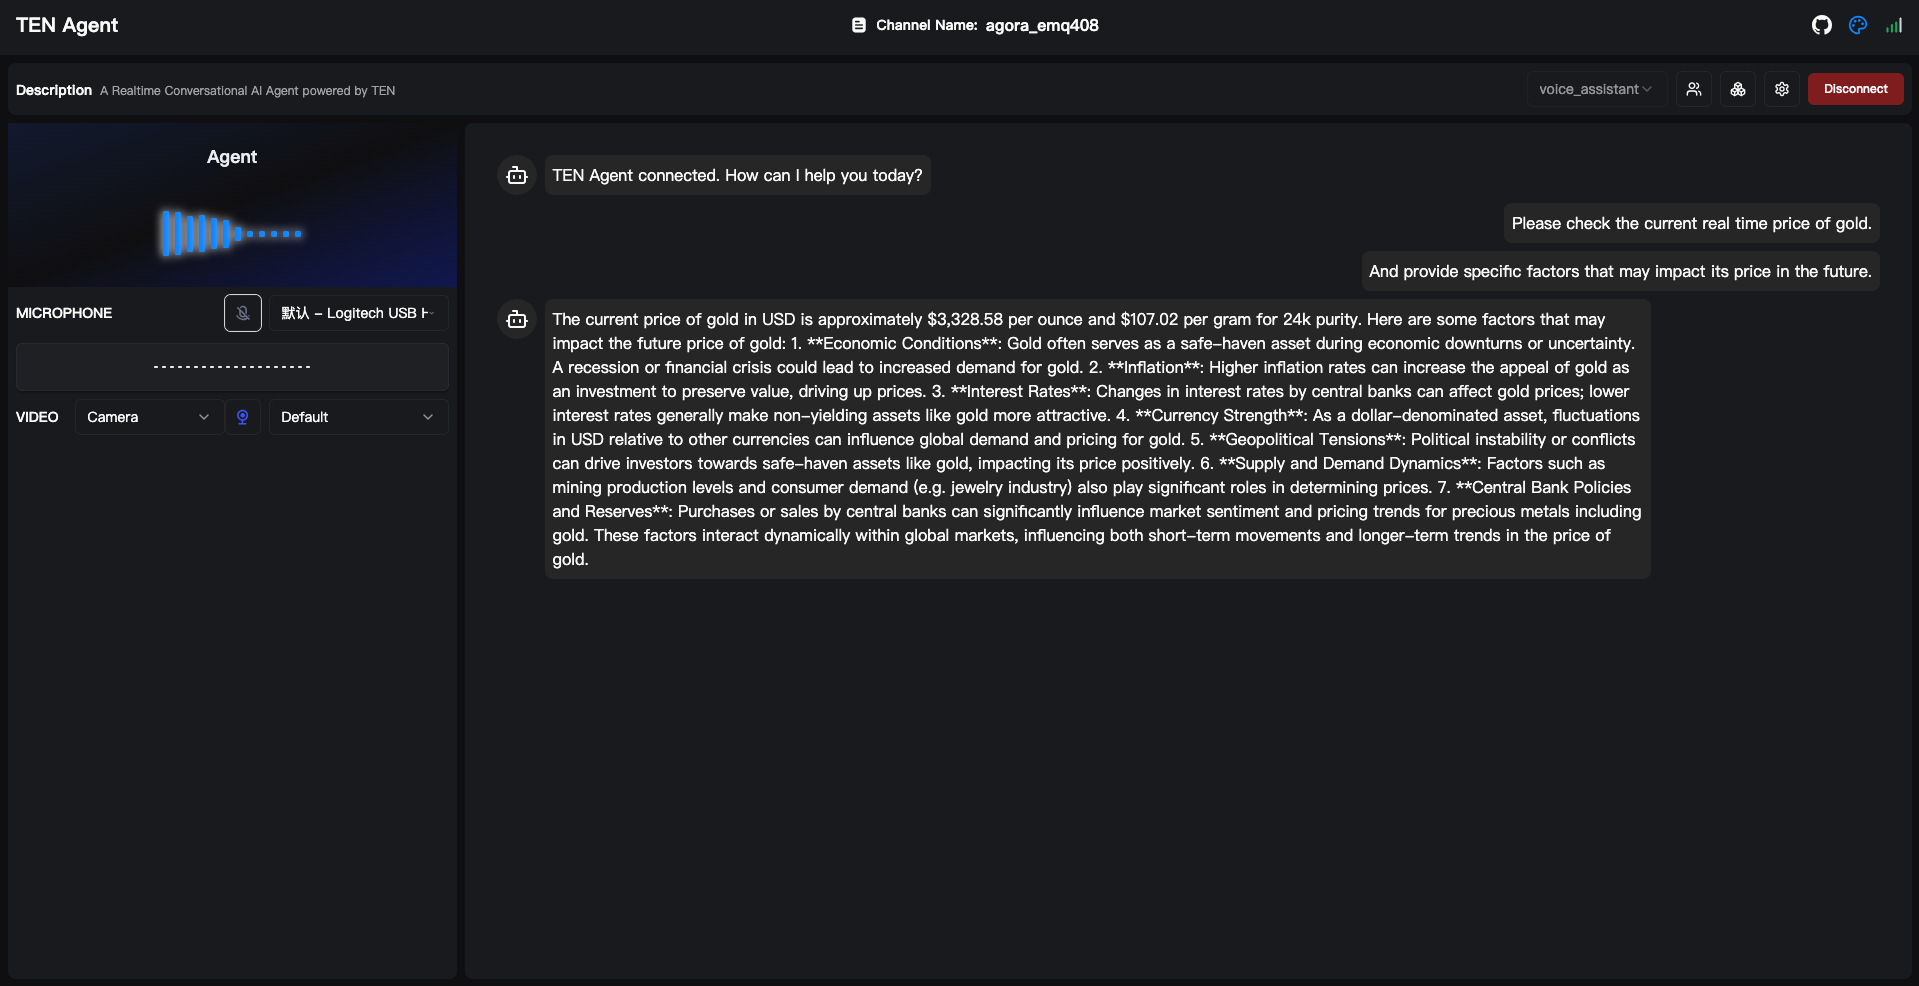 TEN Agent
Channel Name: agora_emq408
Description A Realtime Conversational AI Agent powered by TEN
voice_assistant
Disconnect
Agent
MICROPHONE
默认 - Logitech USB H
VIDEO
Camera
Default
TEN Agent connected. How can I help you today?
Please check the current real time price of gold.
And provide specific factors that may impact its price in the future.
The current price of gold in USD is approximately $3,328.58 per ounce and $107.02 per gram for 24k purity. Here are some factors that may
impact the future price of gold: 1. **Economic Conditions**: Gold often serves as a safe-haven asset during economic downturns or uncertainty.
A recession or financial crisis could lead to increased demand for gold. 2. **Inflation**: Higher inflation rates can increase the appeal of gold as
an investment to preserve value, driving up prices. 3. **Interest Rates**: Changes in interest rates by central banks can affect gold prices; lower
interest rates generally make non-yielding assets like gold more attractive. 4. **Currency Strength**: As a dollar-denominated asset, fluctuations
in USD relative to other currencies can influence global demand and pricing for gold. 5. **Geopolitical Tensions**: Political instability or conflicts
can drive investors towards safe-haven assets like gold, impacting its price positively. 6. **Supply and Demand Dynamics**: Factors such as
mining production levels and consumer demand (e.g. jewelry industry) also play significant roles in determining prices. 7. **Central Bank Policies
and Reserves**: Purchases or sales by central banks can significantly influence market sentiment and pricing trends for precious metals including
gold. These factors interact dynamically within global markets, influencing both short-term movements and longer-term trends in the price of
gold.